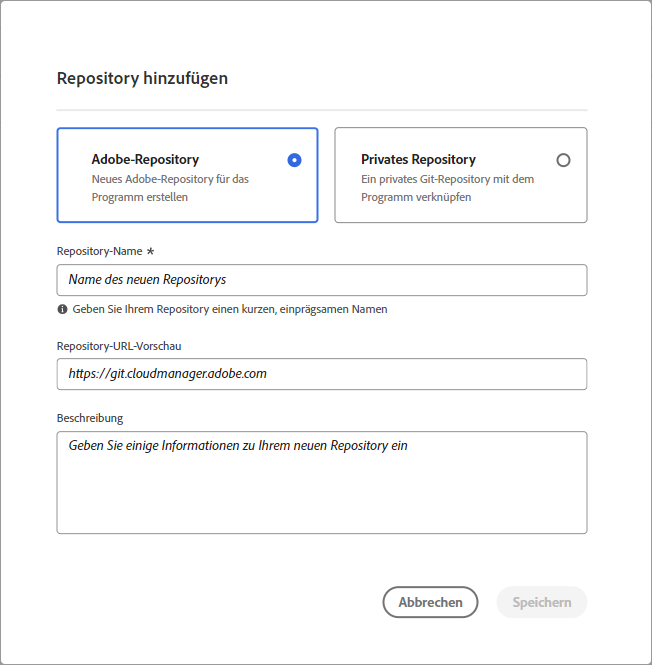 Repository hinzufügen
Adobe-Repository
Neues Adobe-Repository für das
Programm erstellen
Privates Repository
Ein privates Git-Repository mit dem
Programm verknüpfen
Repository-Name *
Name des neuen Repositorys
Geben Sie Ihrem Repository einen kurzen, einprägsamen Namen
Repository-URL-Vorschau
https://git.cloudmanager.adobe.com
Beschreibung
Geben Sie einige Informationen zu Ihrem neuen Repository ein
Abbrechen
Speichern